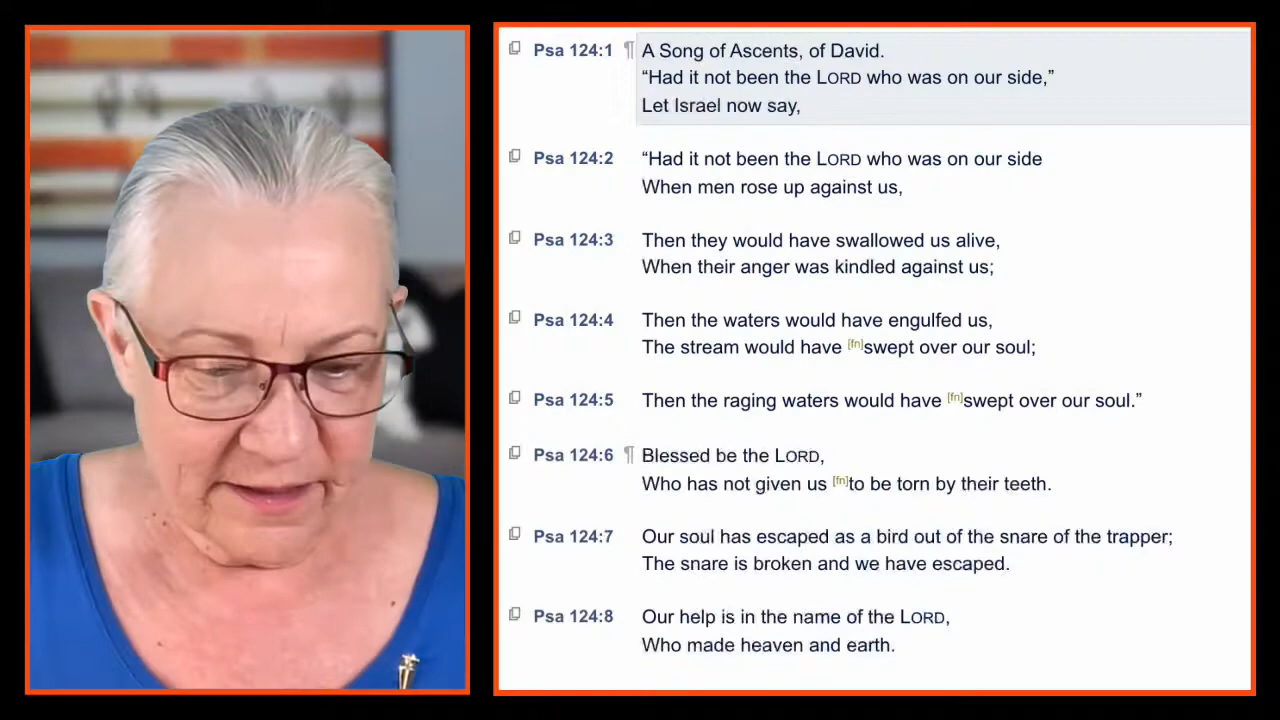 Psa 124:1 ¶ A Song of Ascents, of David.
“Had it not been the LORD who was on our side,”
Let Israel now say,
Psa 124:2 “Had it not been the LORD who was on our side
When men rose up against us,
Psa 124:3 Then they would have swallowed us alive,
When their anger was kindled against us;
Psa 124:4 Then the waters would have engulfed us,
The stream would have [fn]swept over our soul;
Psa 124:5 Then the raging waters would have [fn]swept over our soul.”
Psa 124:6 ¶ Blessed be the LORD,
Who has not given us [fn]to be torn by their teeth.
Psa 124:7 Our soul has escaped as a bird out of the snare of the trapper;
The snare is broken and we have escaped.
Psa 124:8 Our help is in the name of the LORD,
Who made heaven and earth.